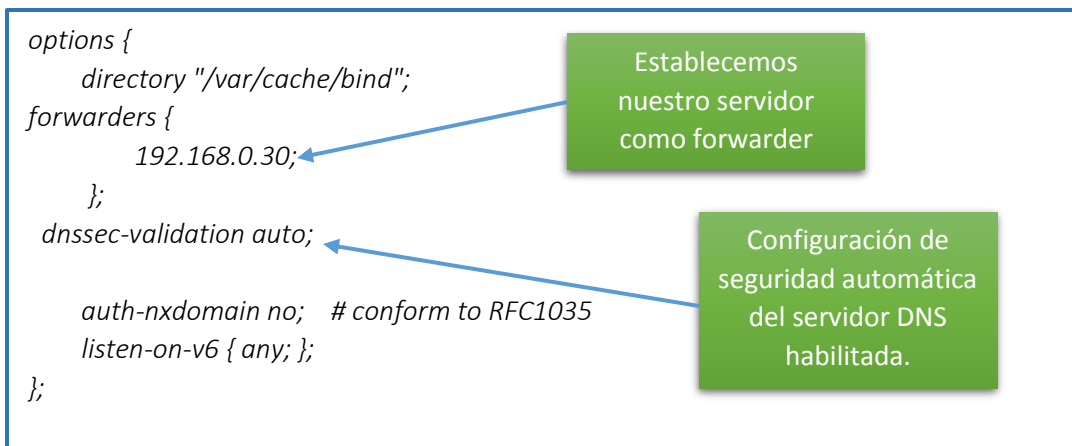 options {
directory "/var/cache/bind";
forwarders {
192.168.0.30;
};
dnssec-validation auto;
auth-nxdomain no; # conform to RFC1035
listen-on-v6 { any; };
};
Establecemos
nuestro servidor
como forwarder
Configuración de
seguridad automática
del servidor DNS
habilitada.